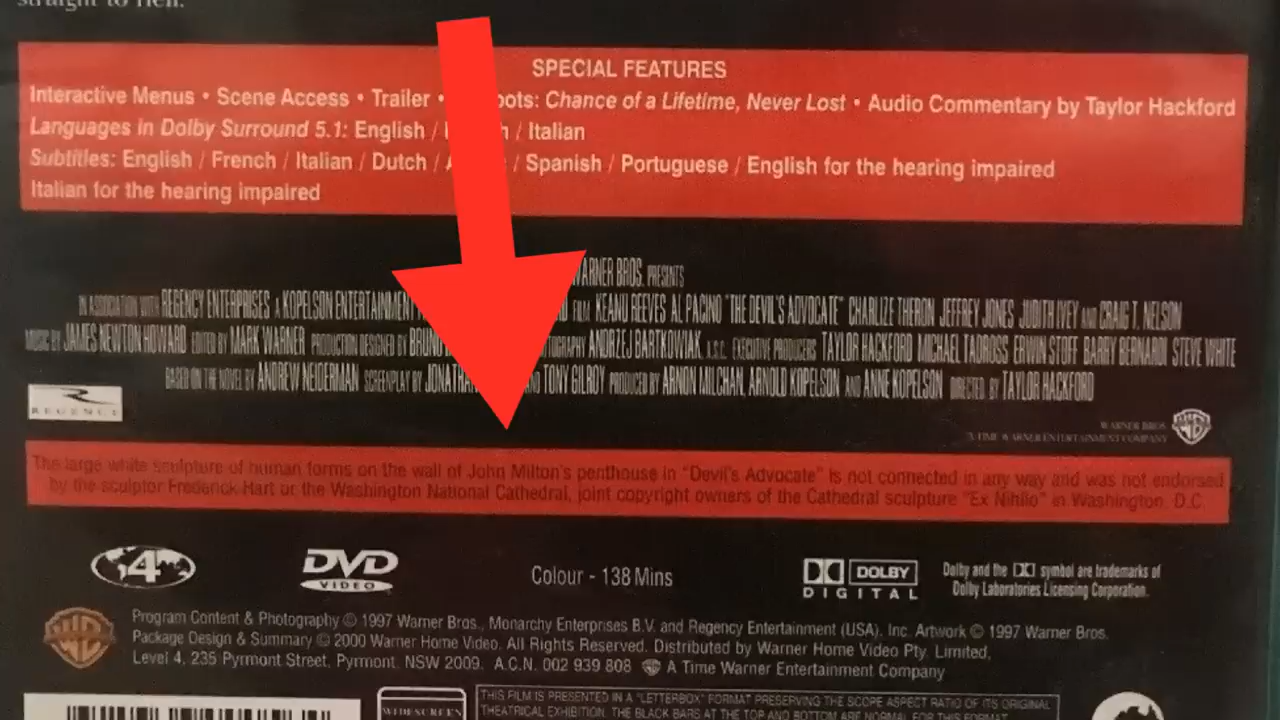 straight to hell.
SPECIAL FEATURES
Interactive Menus • Scene Access • Trailer • ots: Chance of a Lifetime, Never Lost • Audio Commentary by Taylor Hackford
Languages in Dolby Surround 5.1: English / / Italian
Subtitles: English / French / Italian / Dutch / / Spanish / Portuguese / English for the hearing impaired
Italian for the hearing impaired
WARNER BROS. PRESENTS
IN ASSOCIATION WITH REGENCY ENTERPRISES A KOPELSON ENTERTAINMENT FILM KEANU REEVES AL PACINO "THE DEVIL'S ADVOCATE" CHARLIZE THERON JEFFREY JONES JUDITH IVEY AND CRAIG T. NELSON
MUSIC BY JAMES NEWTON HOWARD EDITED BY MARK WARNER PRODUCTION DESIGNED BY BRUNO ANDRZEJ BARTKOWIAK, A.S.C. EXECUTIVE PRODUCERS TAYLOR HACKFORD MICHAEL TADROSS ERWIN STOFF BARRY BERNARDI STEVE WHITE
BASED ON THE NOVEL BY ANDREW NEIDERMAN SCREENPLAY BY JONATHAN AND TONY GILROY PRODUCED BY ARNON MILCHAN, ARNOLD KOPELSON AND ANNE KOPELSON DIRECTED BY TAYLOR HACKFORD
REGENCY
WARNER BROS.
A TIME WARNER ENTERTAINMENT COMPANY
The large white sculpture of human forms on the wall of John Milton's penthouse in "Devil's Advocate" is not connected in any way and was not endorsed
by the sculptor Frederick Hart or the Washington National Cathedral, joint copyright owners of the Cathedral sculpture "Ex Nihilo" in Washington, D.C.
4
DVD
VIDEO
Colour - 138 Mins
DOLBY
DIGITAL
Dolby and the symbol are trademarks of
Dolby Laboratories Licensing Corporation.
Program Content & Photography © 1997 Warner Bros., Monarchy Enterprises B.V. and Regency Entertainment (USA), Inc. Artwork © 1997 Warner Bros.
Package Design & Summary © 2000 Warner Home Video. All Rights Reserved. Distributed by Warner Home Video Pty. Limited,
Level 4, 235 Pyrmont Street, Pyrmont, NSW 2009. A.C.N. 002 939 808 A Time Warner Entertainment Company
WIDESCREEN
THIS FILM IS PRESENTED IN A "LETTERBOX" FORMAT PRESERVING THE SCOPE ASPECT RATIO OF ITS ORIGINAL
THEATRICAL EXHIBITION. THE BLACK BARS AT THE TOP AND BOTTOM ARE NORMAL FOR THIS FORMAT.